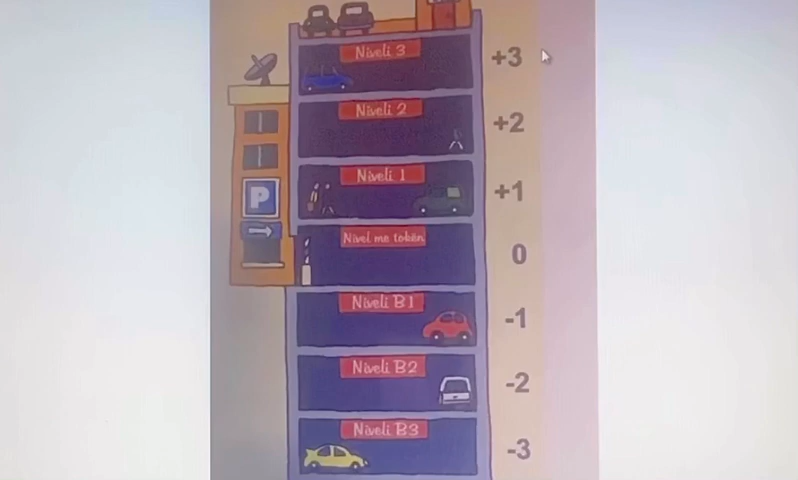 Niveli 3
+3
Niveli 2
+2
Niveli 1
+1
P
Nivel me tokën
0
Niveli B1
-1
Niveli B2
-2
Niveli B3
-3